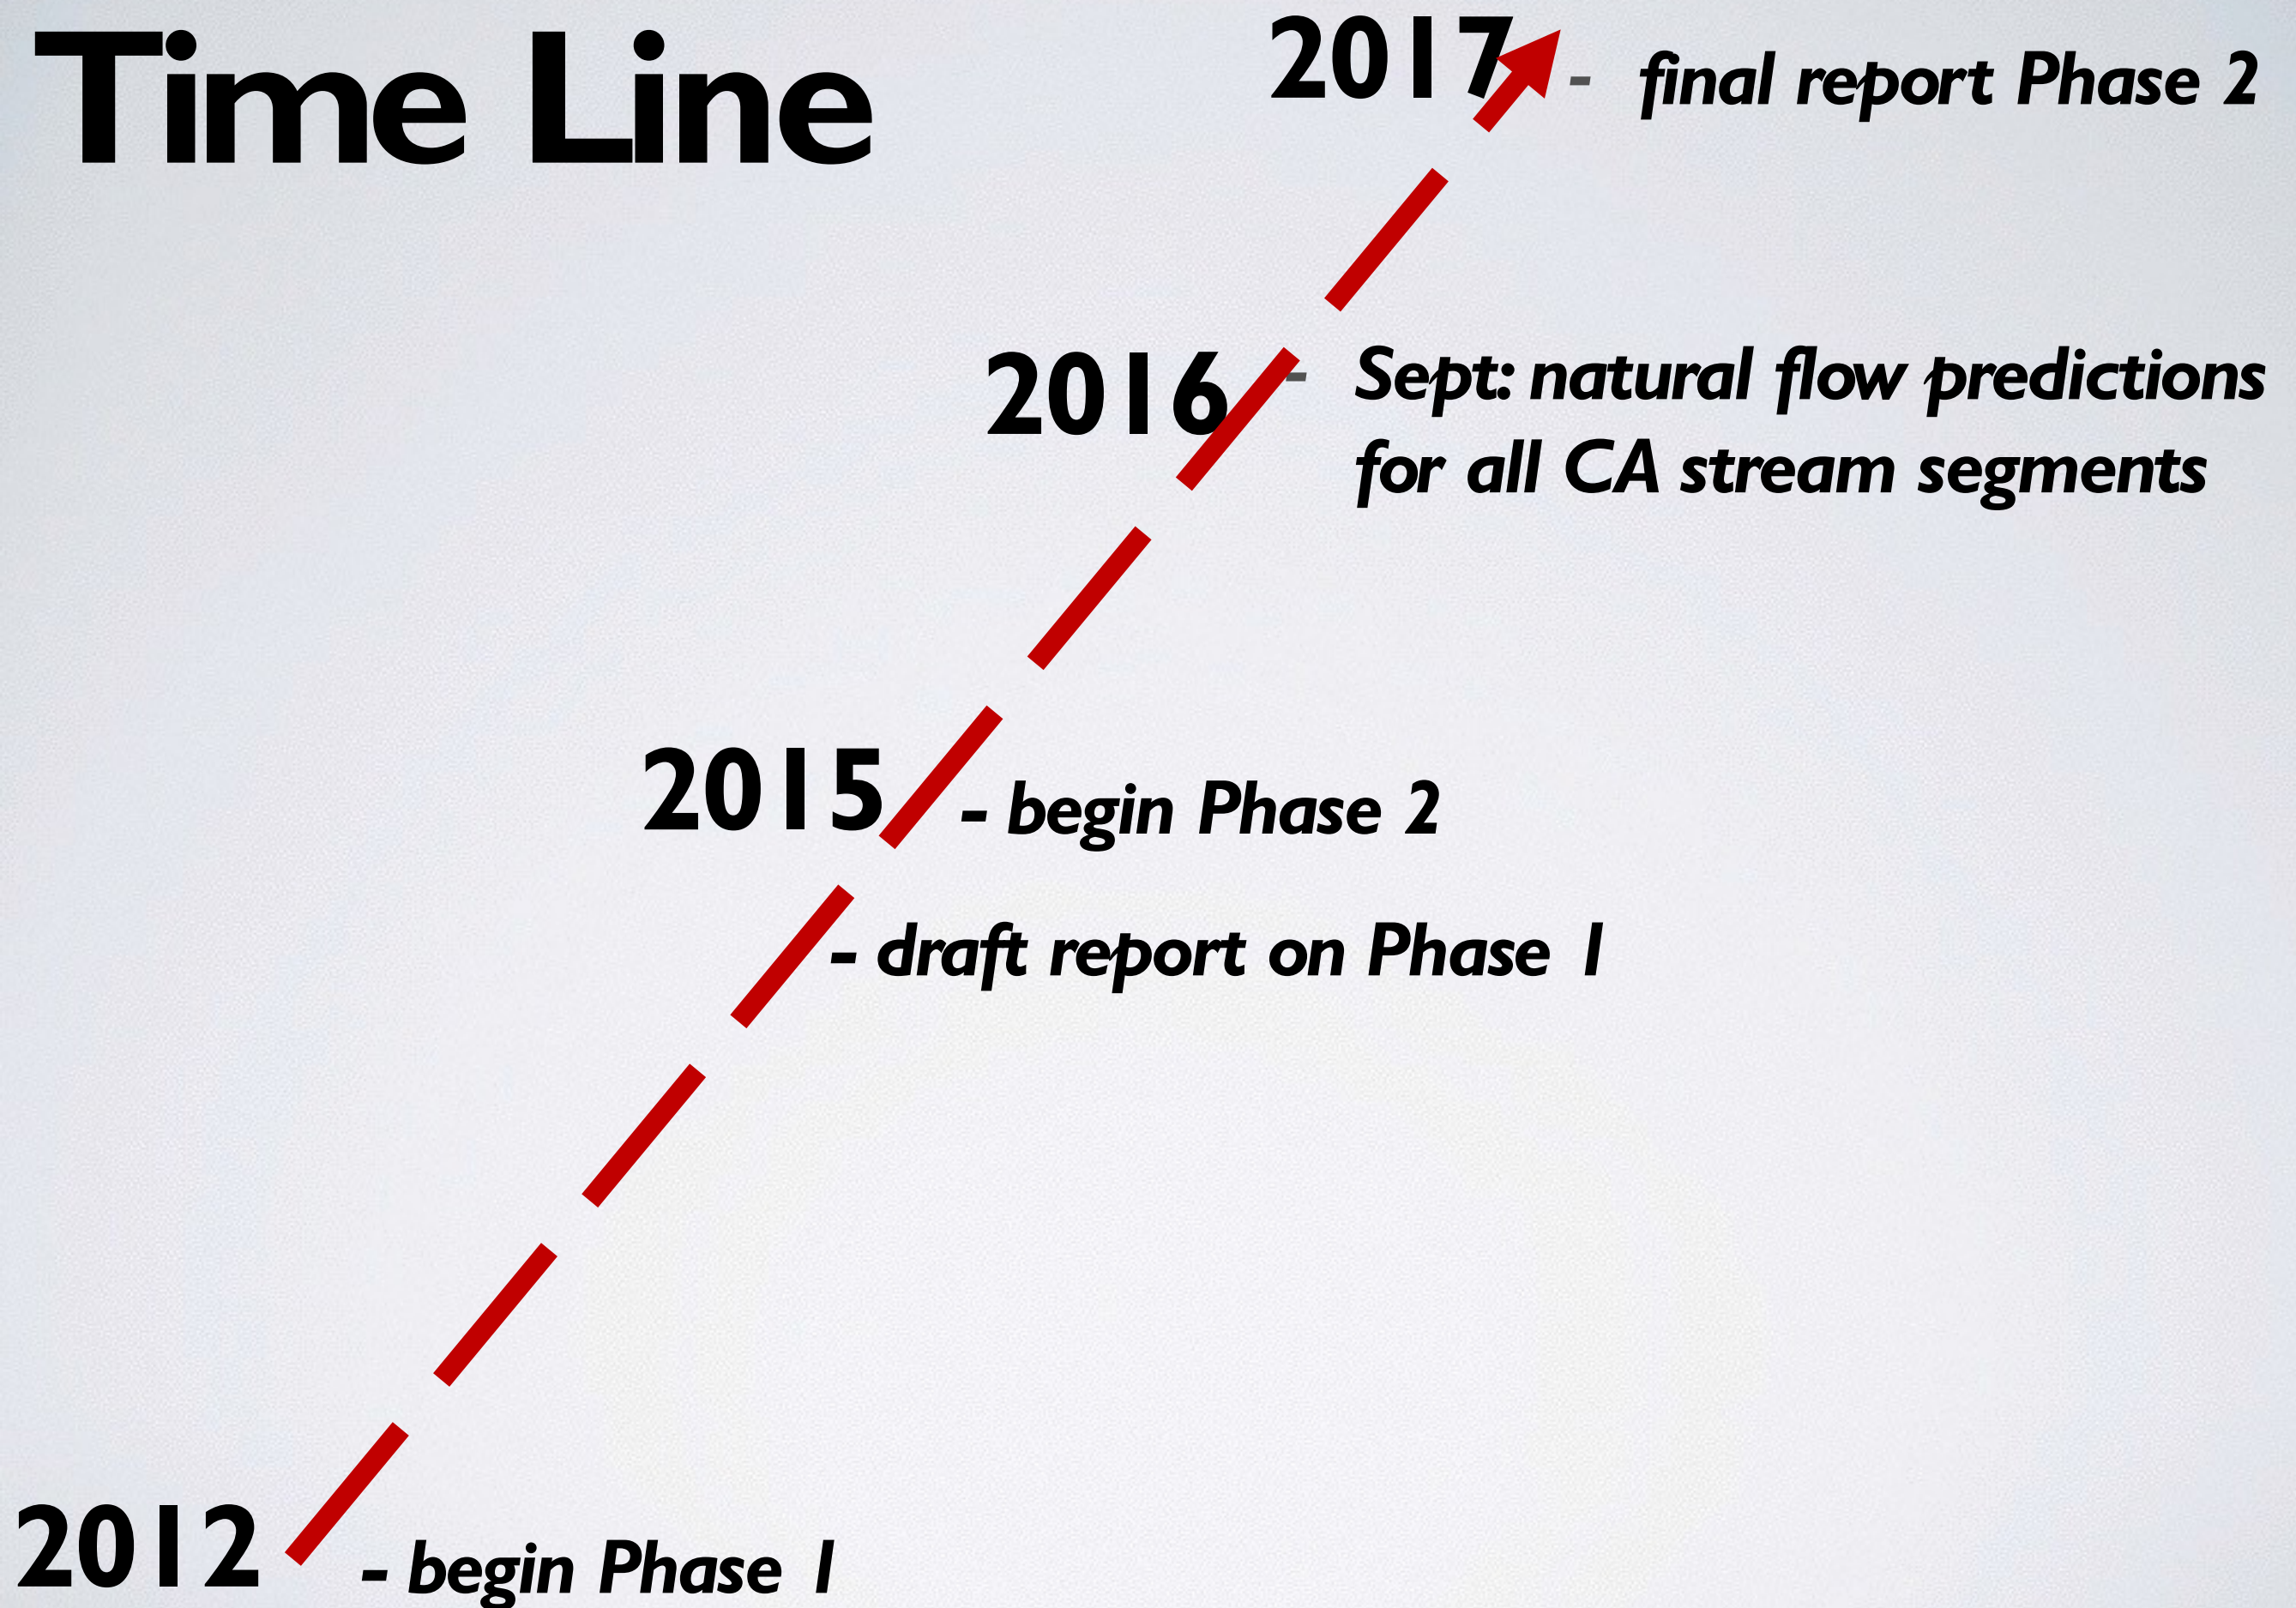 Time Line
2017 - final report Phase 2
2016 - Sept: natural flow predictions
for all CA stream segments
2015 - begin Phase 2
- draft report on Phase 1
2012 - begin Phase 1